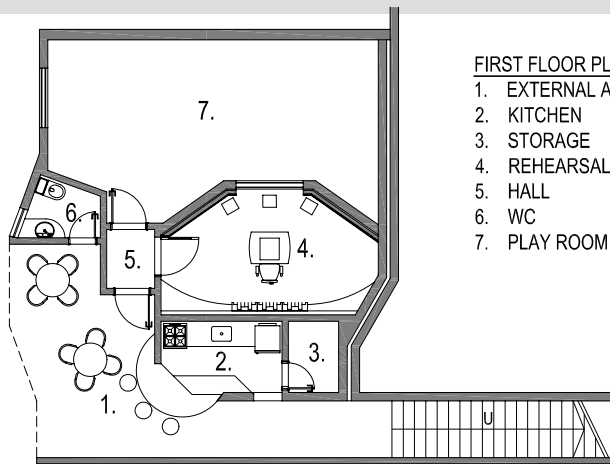 FIRST FLOOR PL
1. EXTERNAL A
2. KITCHEN
3. STORAGE
4. REHEARSAL
5. HALL
6. WC
7. PLAY ROOM
7.
6.
5.
4.
2.
3.
1.
U